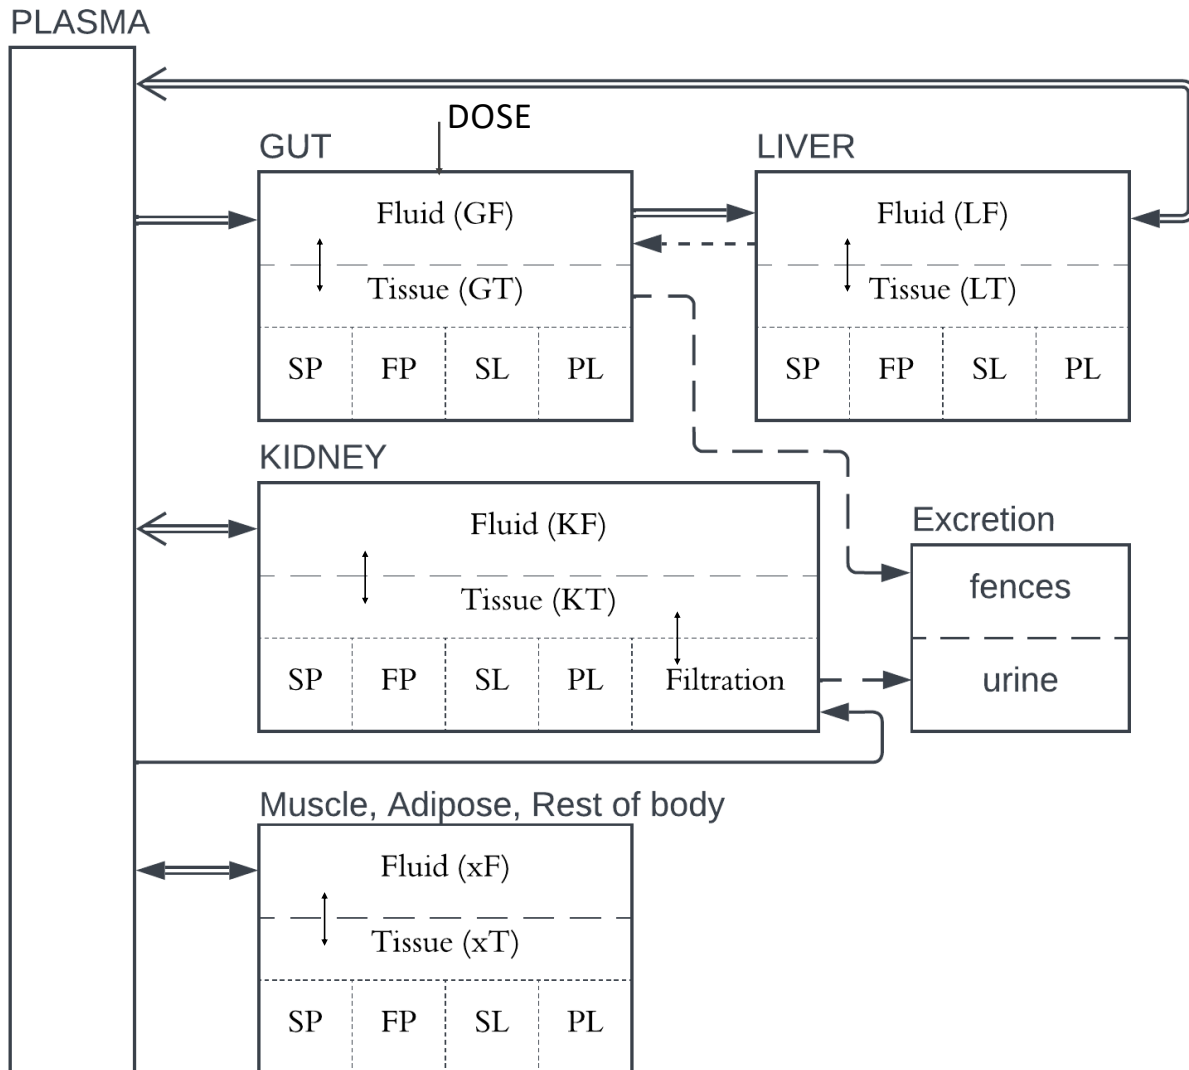 PLASMA
DOSE
GUT
LIVER
Fluid (GF)
Fluid (LF)
Tissue (GT)
Tissue (LT)
SP FP SL PL
SP FP SL PL
KIDNEY
Fluid (KF)
Excretion
fences
Tissue (KT)
SP FP SL PL Filtration
urine
Muscle, Adipose, Rest of body
Fluid (xF)
Tissue (xT)
SP FP SL PL